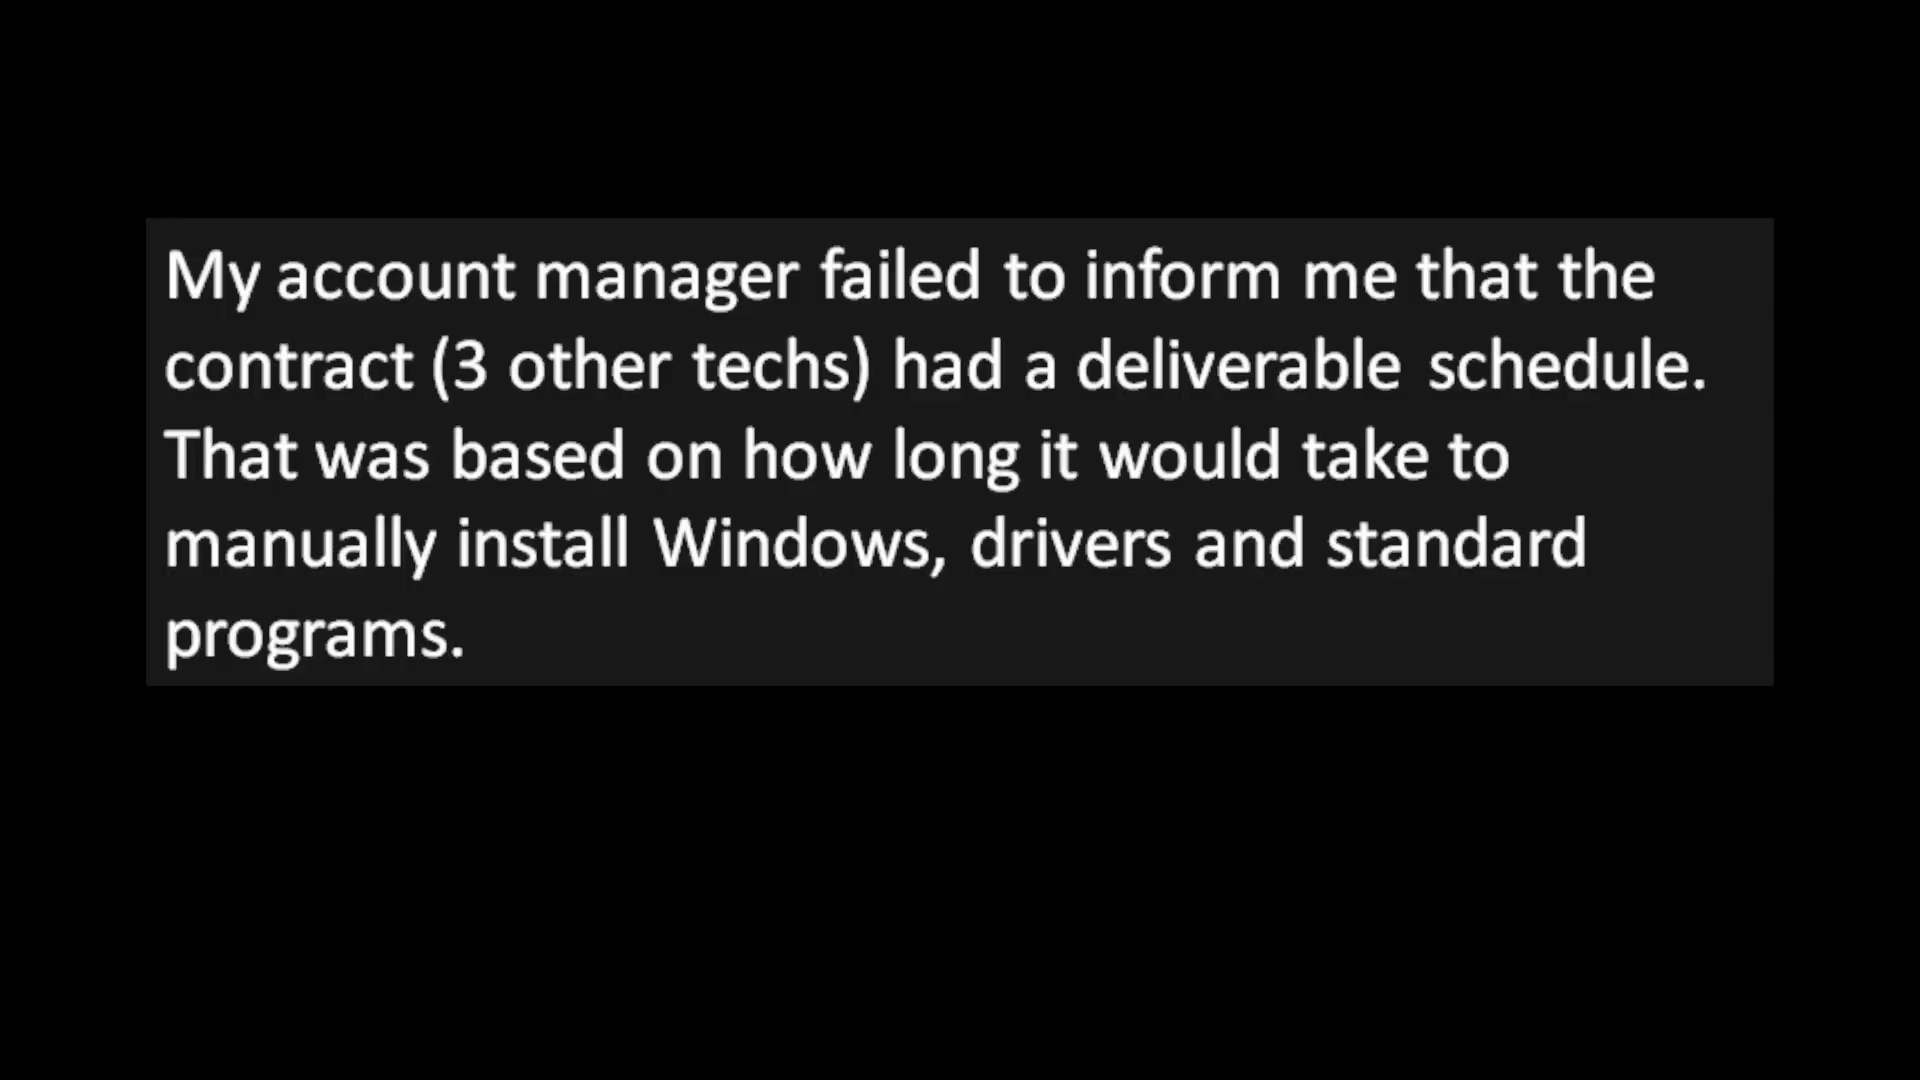 My account manager failed to inform me that the
contract (3 other techs) had a deliverable schedule.
That was based on how long it would take to
manually install Windows, drivers and standard
programs.